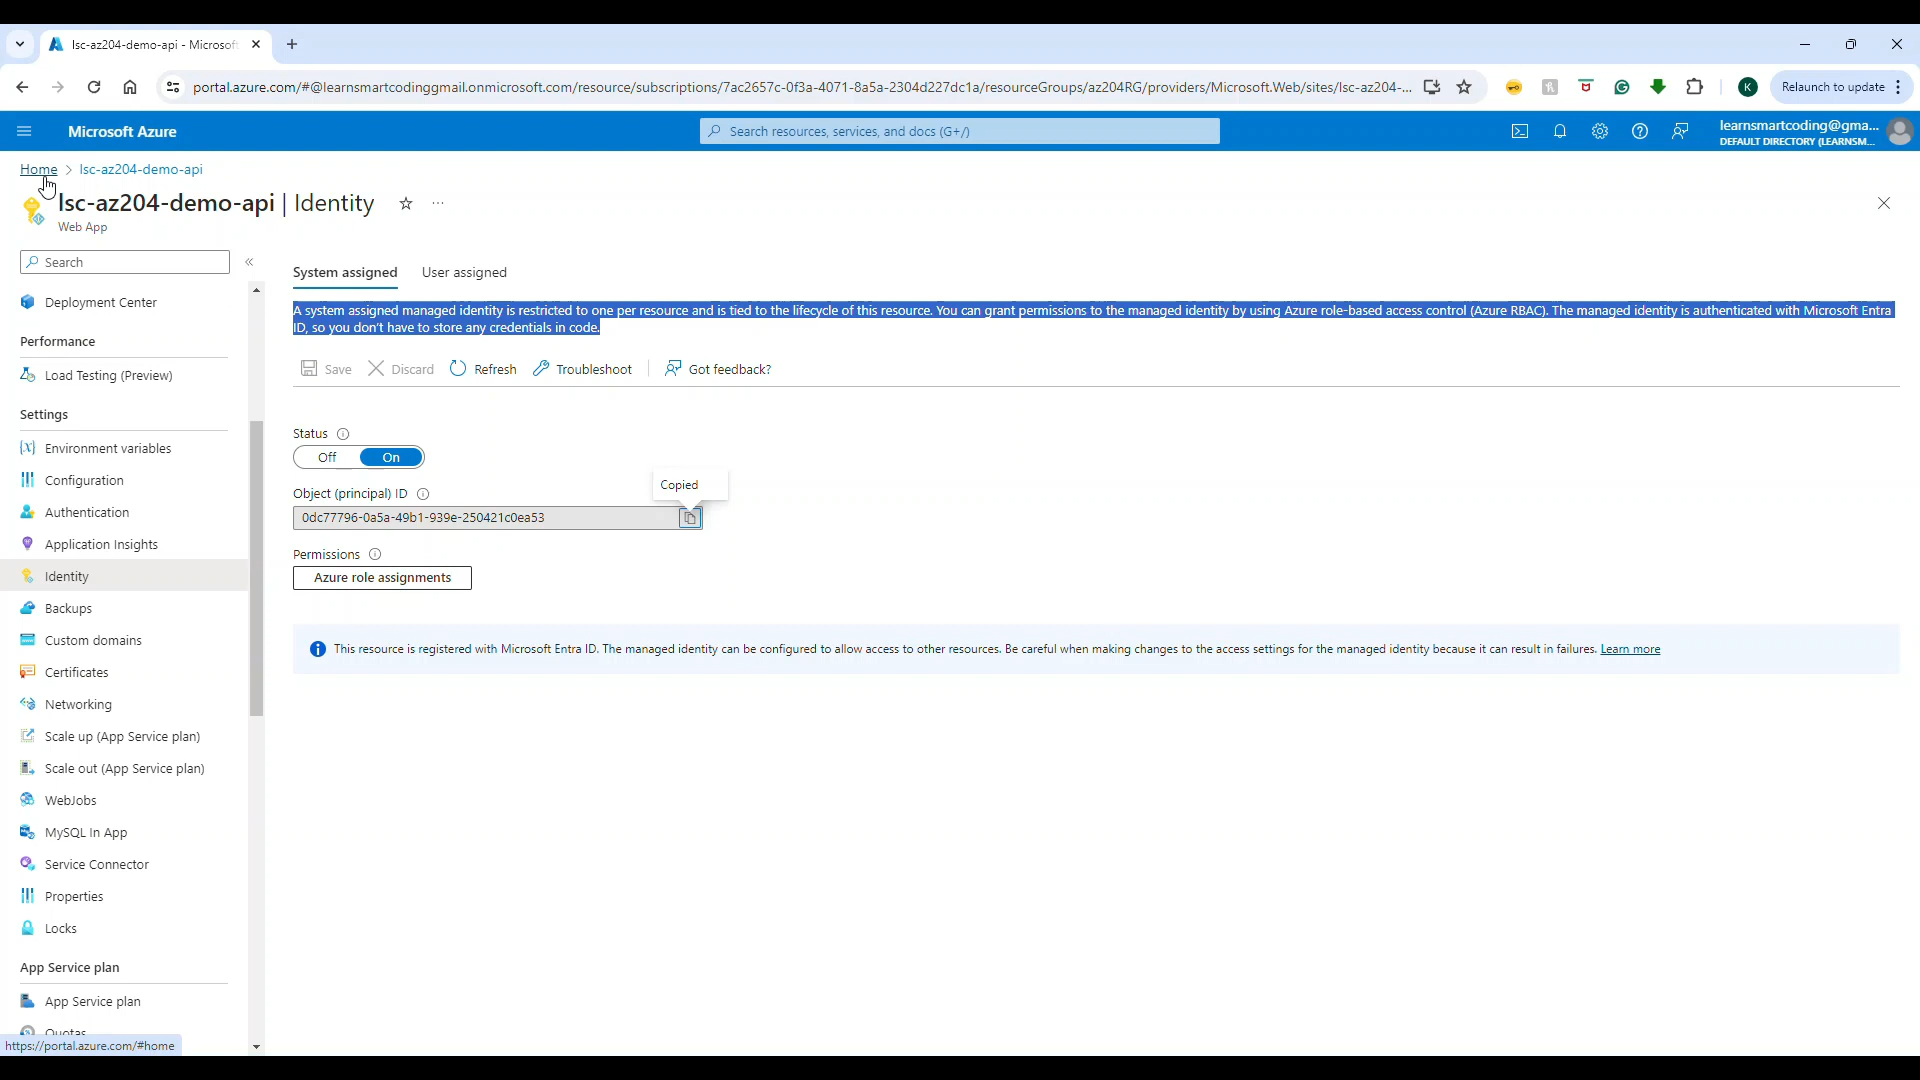 lsc-az204-demo-api - Microsof
portal.azure.com/#@learnsmartcodinggmail.onmicrosoft.com/resource/subscriptions/7ac2657c-0f3a-4071-8a5a-2304d227dc1a/resourceGroups/az204RG/providers/Microsoft.Web/sites/lsc-az204-...
K
Relaunch to update
Microsoft Azure
Search resources, services, and docs (G+/)
learnsmartcoding@gma...
DEFAULT DIRECTORY (LEARNSM...
Home > lsc-az204-demo-api
lsc-az204-demo-api | Identity
Web App
Search
Deployment Center
Performance
Load Testing (Preview)
Settings
Environment variables
Configuration
Authentication
Application Insights
Identity
Backups
Custom domains
Certificates
Networking
Scale up (App Service plan)
Scale out (App Service plan)
WebJobs
MySQL In App
Service Connector
Properties
Locks
App Service plan
App Service plan
Quotas
https://portal.azure.com/#home
System assigned User assigned
A system assigned managed identity is restricted to one per resource and is tied to the lifecycle of this resource. You can grant permissions to the managed identity by using Azure role-based access control (Azure RBAC). The managed identity is authenticated with Microsoft Entra
ID, so you don't have to store any credentials in code.
Save Discard Refresh Troubleshoot Got feedback?
Status
Off On
Copied
Object (principal) ID
0dc77796-0a5a-49b1-939e-250421c0ea53
Permissions
Azure role assignments
This resource is registered with Microsoft Entra ID. The managed identity can be configured to allow access to other resources. Be careful when making changes to the access settings for the managed identity because it can result in failures. Learn more